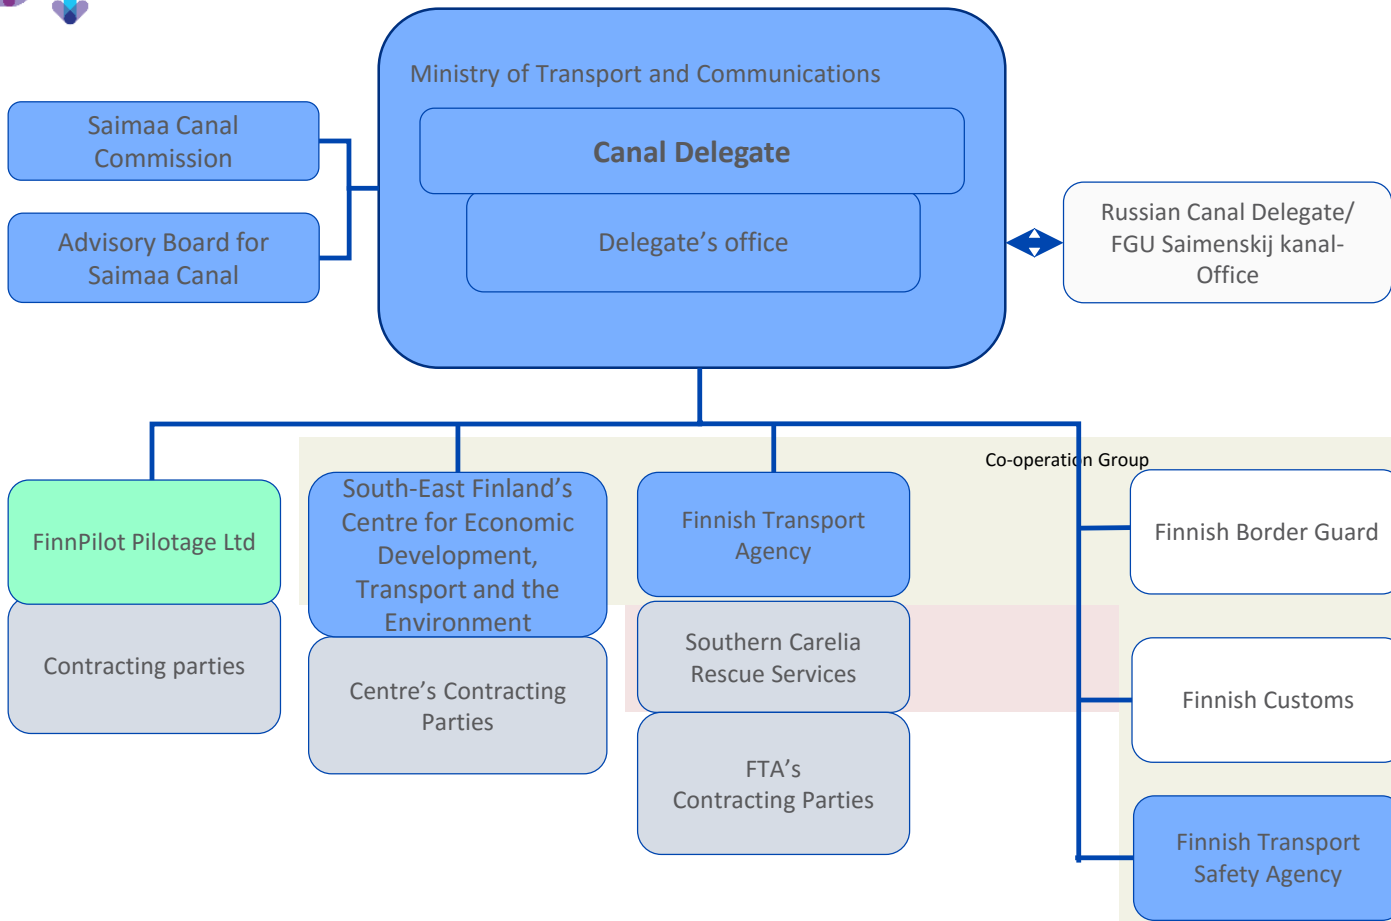 Ministry of Transport and Communications
Saimaa Canal
Commission
Canal Delegate
Advisory Board for
Saimaa Canal
Delegate’s office
Russian Canal Delegate/
FGU Saimenskij kanal-
Office
Co-operation Group
FinnPilot Pilotage Ltd
South-East Finland’s
Centre for Economic
Development,
Transport and the
Environment
Finnish Transport
Agency
Finnish Border Guard
Contracting parties
Centre’s Contracting
Parties
Southern Carelia
Rescue Services
Finnish Customs
FTA’s
Contracting Parties
Finnish Transport
Safety Agency